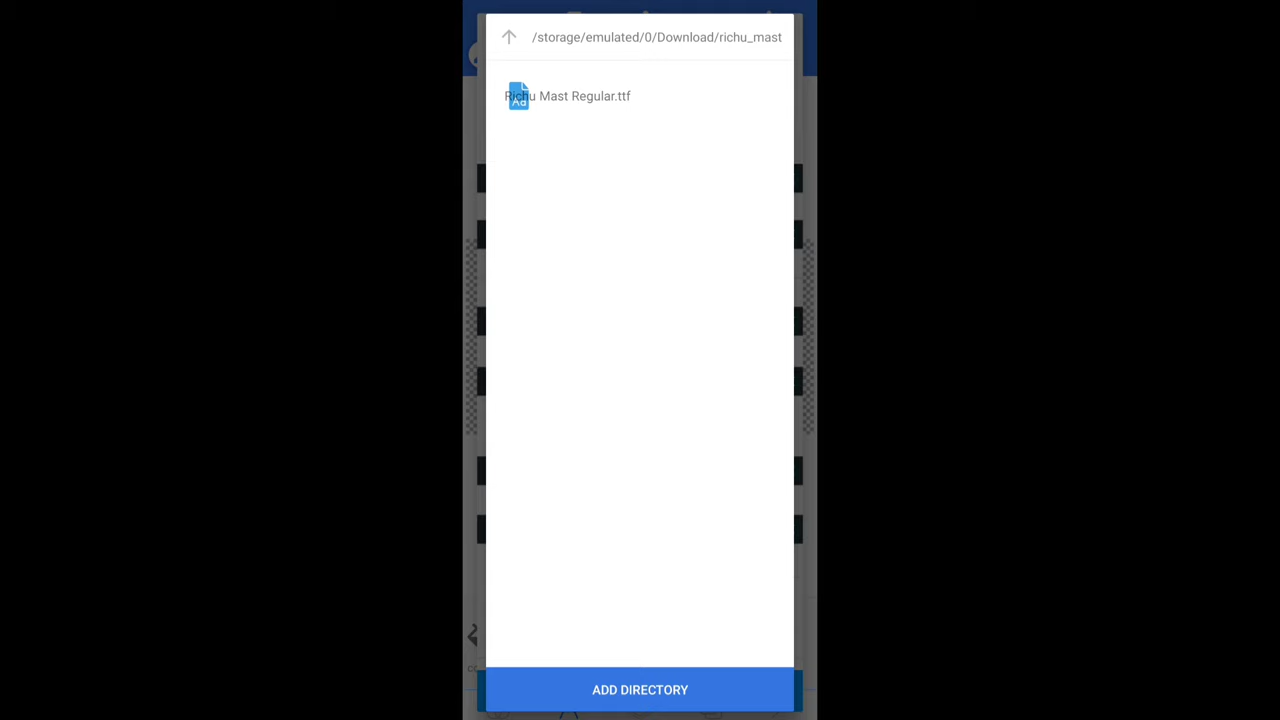 /storage/emulated/0/Download/richu_mast
Richu Mast Regular.ttf
ADD DIRECTORY